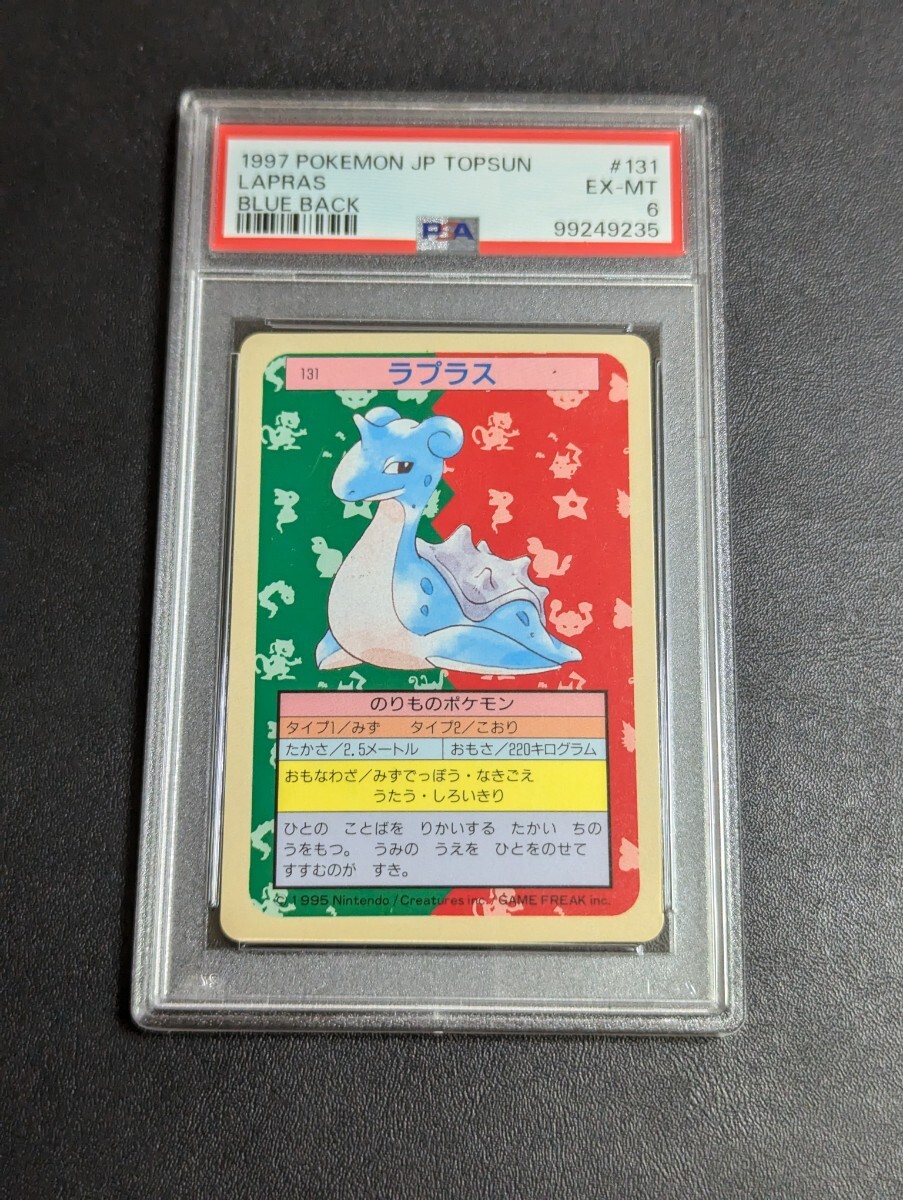 1997 POKEMON JP TOPSUN #131
LAPRAS EX-MT
BLUE BACK 6
PSA 99249235
131 ラプラス
のりものポケモン
タイプ1/みず タイプ2/こおり
たかさ/2.5メートル おもさ/220キログラム
おもなわざ/みずでっぽう・なきごえ
うたう・しろいきり
ひとの ことばを りかいする たかい ちの
うをもつ。 うみの うえを ひとをのせて
すすむのが すき。
© 1995 Nintendo/Creatures inc./GAME FREAK inc.